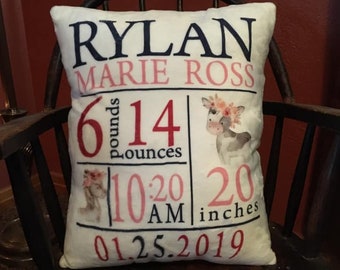 RYLAN
MARIE ROSS
6 pounds 14 ounces
10:20 AM
20 inches
01.25.2019